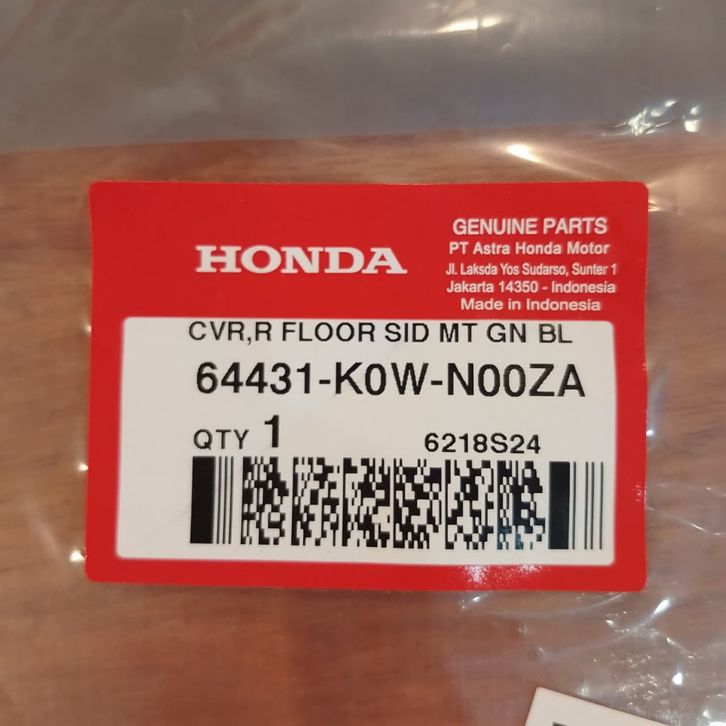 HONDA
GENUINE PARTS
PT Astra Honda Motor
Jl. Laksda Yos Sudarso, Sunter 1
Jakarta 14350 - Indonesia
Made in Indonesia
CVR,R FLOOR SID MT GN BL
64431-K0W-N00ZA
QTY 1 6218S24